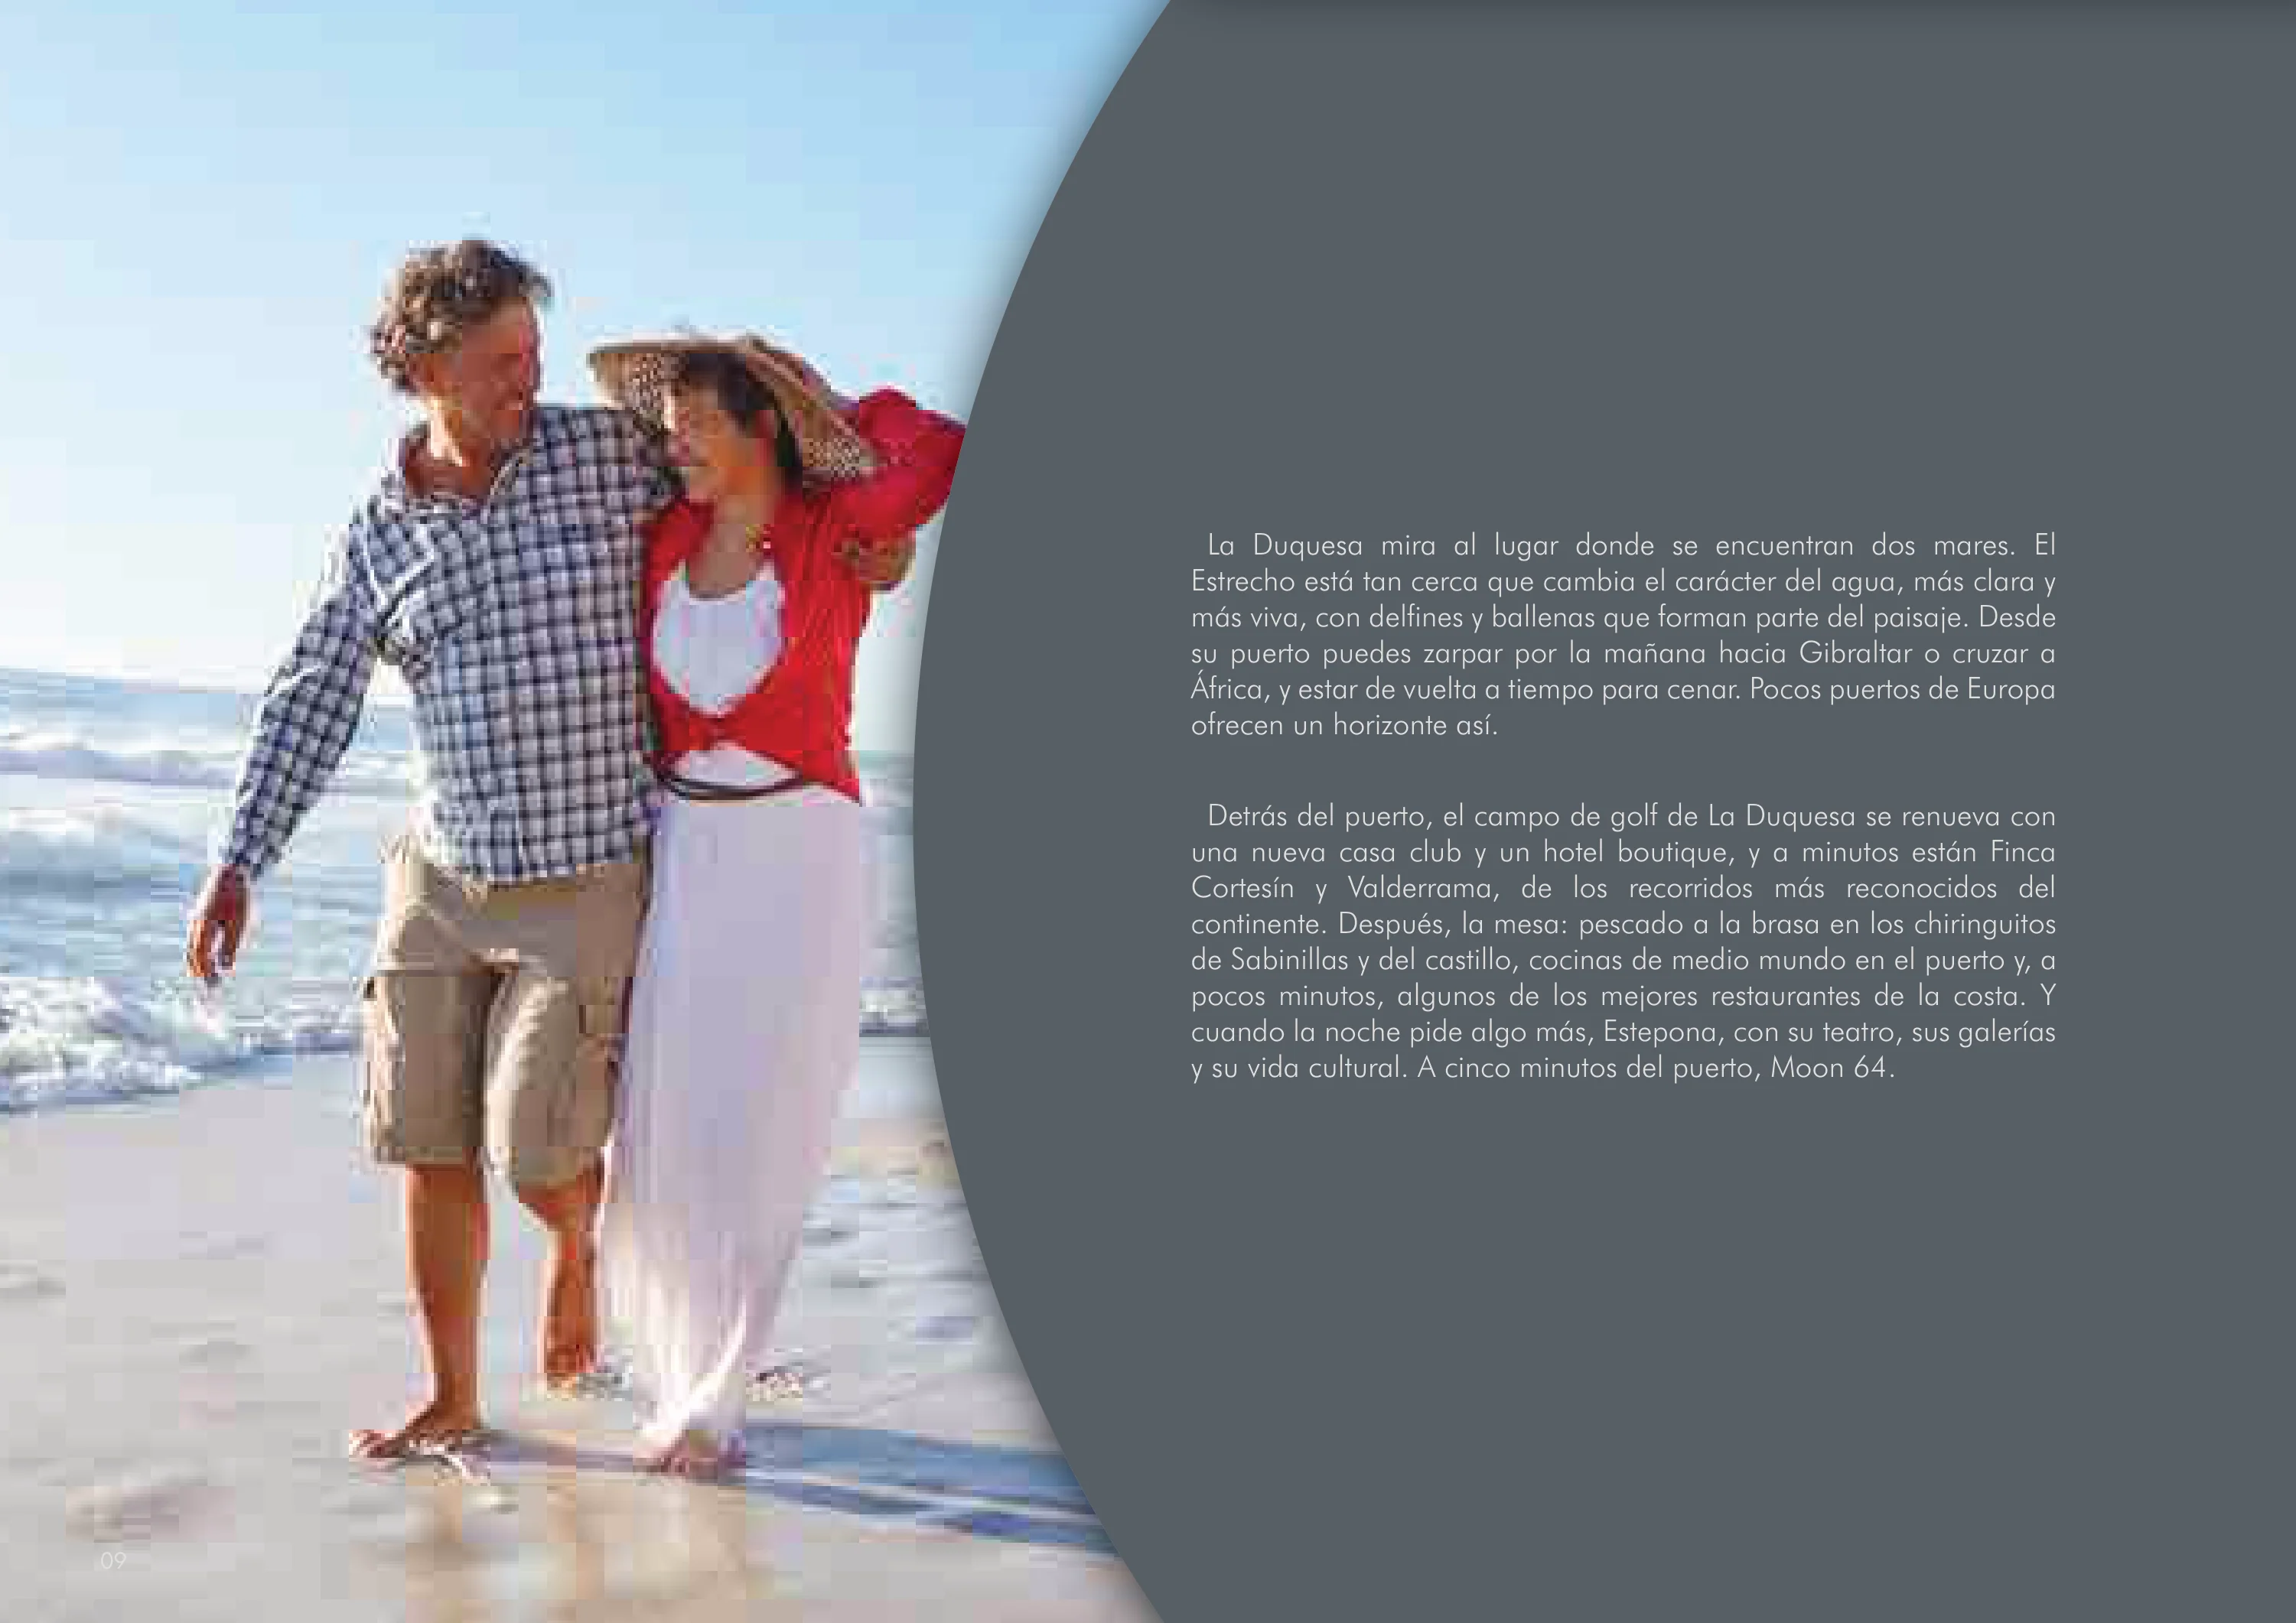 La Duquesa mira al lugar donde se encuentran dos mares. El
Estrecho está tan cerca que cambia el carácter del agua, más clara y
más viva, con delfines y ballenas que forman parte del paisaje. Desde
su puerto puedes zarpar por la mañana hacia Gibraltar o cruzar a
África, y estar de vuelta a tiempo para cenar. Pocos puertos de Europa
ofrecen un horizonte así.
Detrás del puerto, el campo de golf de La Duquesa se renueva con
una nueva casa club y un hotel boutique, y a minutos están Finca
Cortesín y Valderrama, de los recorridos más reconocidos del
continente. Después, la mesa: pescado a la brasa en los chiringuitos
de Sabinillas y del castillo, cocinas de medio mundo en el puerto y, a
pocos minutos, algunos de los mejores restaurantes de la costa. Y
cuando la noche pide algo más, Estepona, con su teatro, sus galerías
y su vida cultural. A cinco minutos del puerto, Moon 64.
09